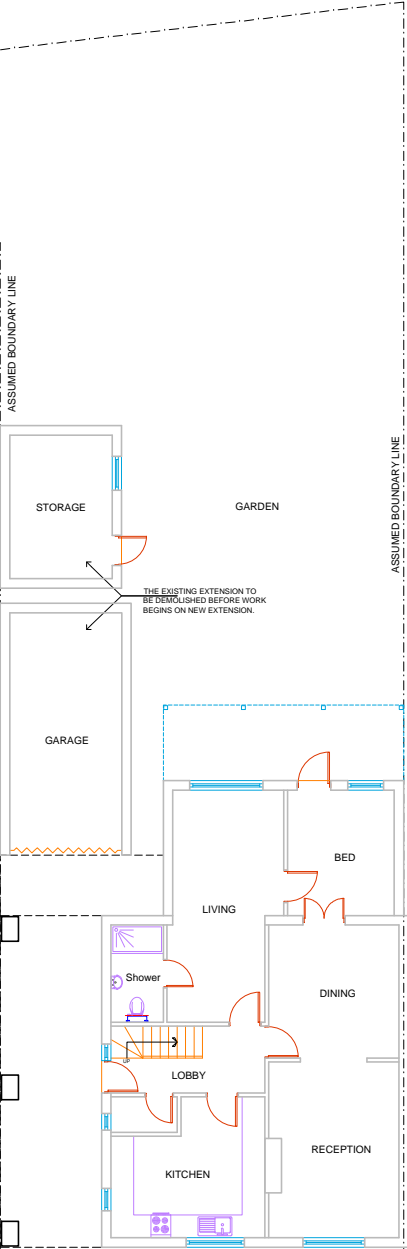 ASSUMED BOUNDARY LINE
ASSUMED BOUNDARY LINE
STORAGE
GARDEN
THE EXISTING EXTENSION TO
BE DEMOLISHED BEFORE WORK
BEGINS ON NEW EXTENSION.
GARAGE
BED
LIVING
Shower
DINING
LOBBY
RECEPTION
KITCHEN